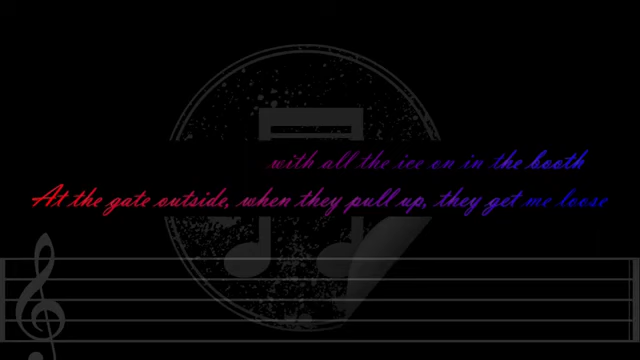 with all the ice on in the booth
At the gate outside, when they pull up, they get me loose